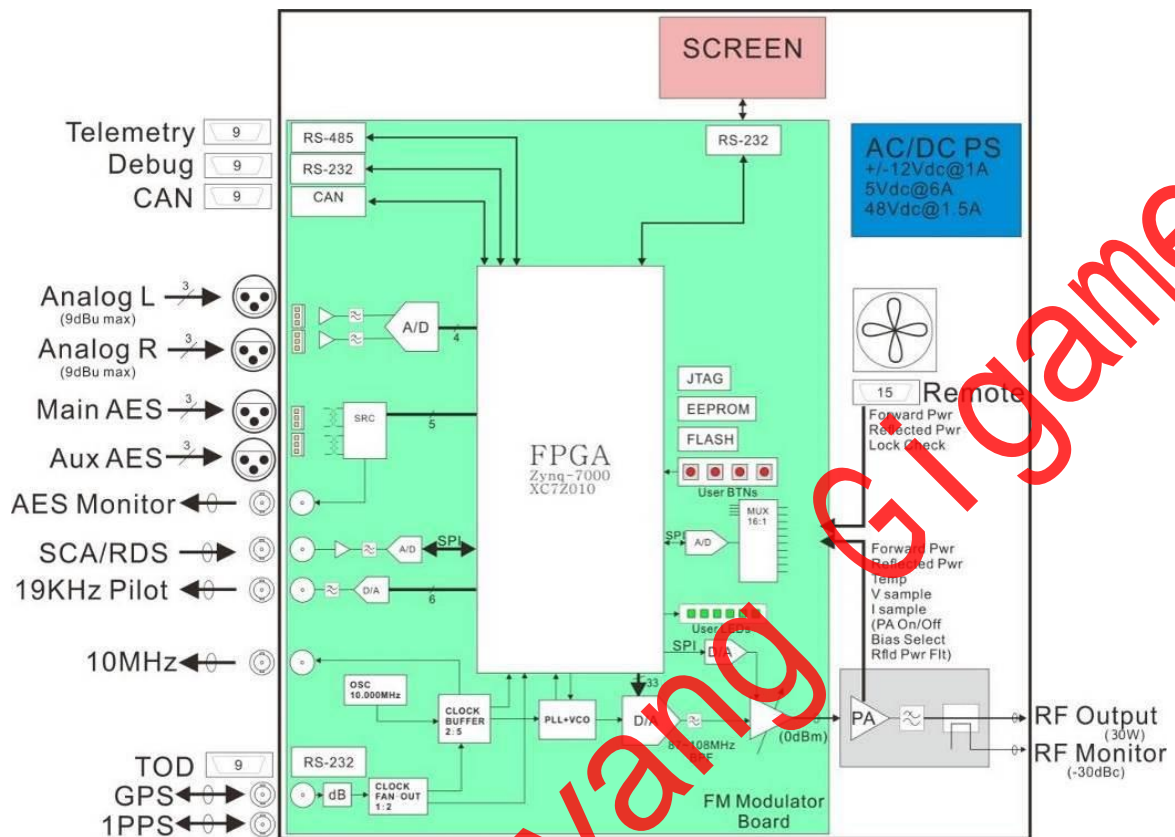 SCREEN
Telemetry 9 RS-485
RS-232
Debug 9 RS-232
CAN 9 CAN
AC/DC PS
+/-12Vdc@1A
5Vdc@6A
48Vdc@1.5A
Analog L 3
(9dBu max)
A/D
4
Analog R 3
(9dBu max)
Main AES 3
SRC
5
Aux AES 3
AES Monitor
SCA/RDS
A/D
SPI
19KHz Pilot
D/A
6
FPGA
Zynq-7000
XC7Z010
JTAG
EEPROM
FLASH
User BTNs
MUX
16:1
SPI
A/D
User LEDs
SPI
D/A
15 Remote
Forward Pwr
Reflected Pwr
Lock Check
Forward Pwr
Reflected Pwr
Temp
V sample
I sample
(PA On/Off
Bias Select
Rfld Pwr Flt)
10MHz
OSC
10.000MHz
CLOCK
BUFFER
2:5
PLL+VCO
33
D/A
87~108MHz
BPF
(0dBm)
PA
RF Output
(30W)
RF Monitor
(-30dBc)
TOD 9 RS-232
GPS
dB
CLOCK
FAN-OUT
1:2
1PPS
FM Modulator
Board
vang Gigame